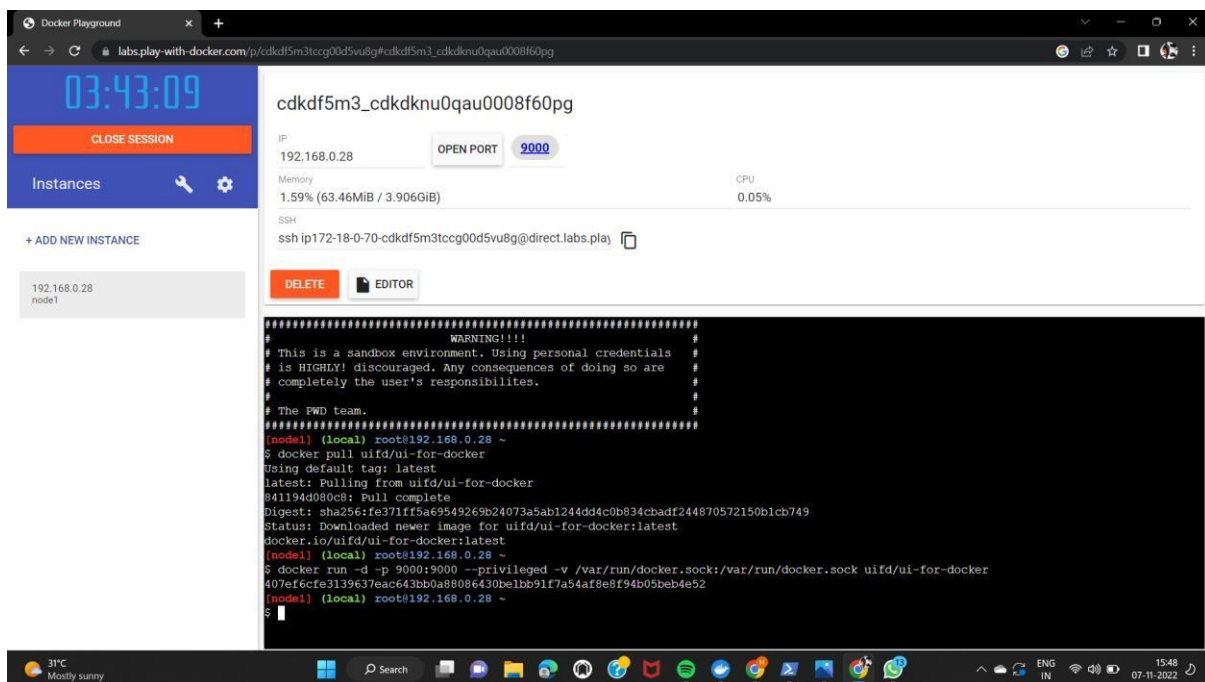 Docker Playground
labs.play-with-docker.com/p/cdkdf5m3tccg00d5vu8g#cdkdf5m3_cdkdknu0qau0008f60pg
03:43:09
CLOSE SESSION
Instances
+ ADD NEW INSTANCE
192.168.0.28
node1
cdkdf5m3_cdkdknu0qau0008f60pg
IP
192.168.0.28
OPEN PORT
9000
Memory
1.59% (63.46MiB / 3.906GiB)
CPU
0.05%
SSH
ssh ip172-18-0-70-cdkdf5m3tccg00d5vu8g@direct.labs.play
DELETE
EDITOR
###############################################################
# WARNING!!!! #
# This is a sandbox environment. Using personal credentials #
# is HIGHLY! discouraged. Any consequences of doing so are #
# completely the user's responsibilites. #
# #
# The PWD team. #
###############################################################
[node1] (local) root@192.168.0.28 ~
$ docker pull uifd/ui-for-docker
Using default tag: latest
latest: Pulling from uifd/ui-for-docker
841194d080c8: Pull complete
Digest: sha256:fe371ff5a69549269b24073a5ab1244dd4c0b834cbadf244870572150b1cb749
Status: Downloaded newer image for uifd/ui-for-docker:latest
docker.io/uifd/ui-for-docker:latest
[node1] (local) root@192.168.0.28 ~
$ docker run -d -p 9000:9000 --privileged -v /var/run/docker.sock:/var/run/docker.sock uifd/ui-for-docker
407ef6cfe3139637eac643bb0a88086430be1bb91f7a54af8e8f94b05beb4e52
[node1] (local) root@192.168.0.28 ~
$
31°C
Mostly sunny
Search
ENG
IN
15:48
07-11-2022